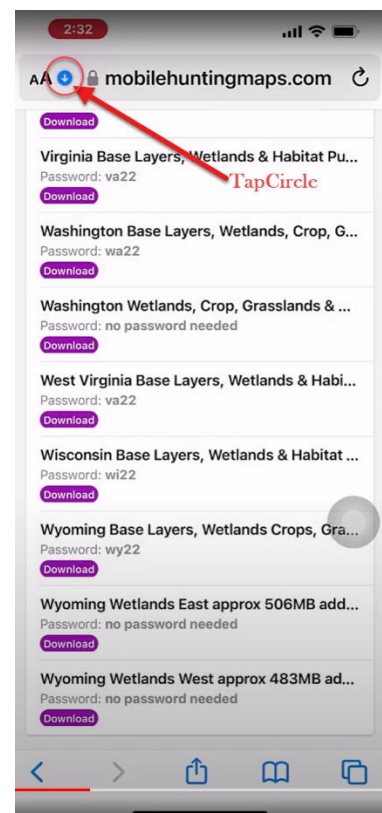 2:32
AA mobilehuntingmaps.com
Download
Virginia Base Layers, Wetlands & Habitat Pu...
Password: va22
TapCircle
Download
Washington Base Layers, Wetlands, Crop, G...
Password: wa22
Download
Washington Wetlands, Crop, Grasslands & ...
Password: no password needed
Download
West Virginia Base Layers, Wetlands & Habi...
Password: va22
Download
Wisconsin Base Layers, Wetlands & Habitat ...
Password: wi22
Download
Wyoming Base Layers, Wetlands Crops, Gra...
Password: wy22
Download
Wyoming Wetlands East approx 506MB add...
Password: no password needed
Download
Wyoming Wetlands West approx 483MB ad...
Password: no password needed
Download